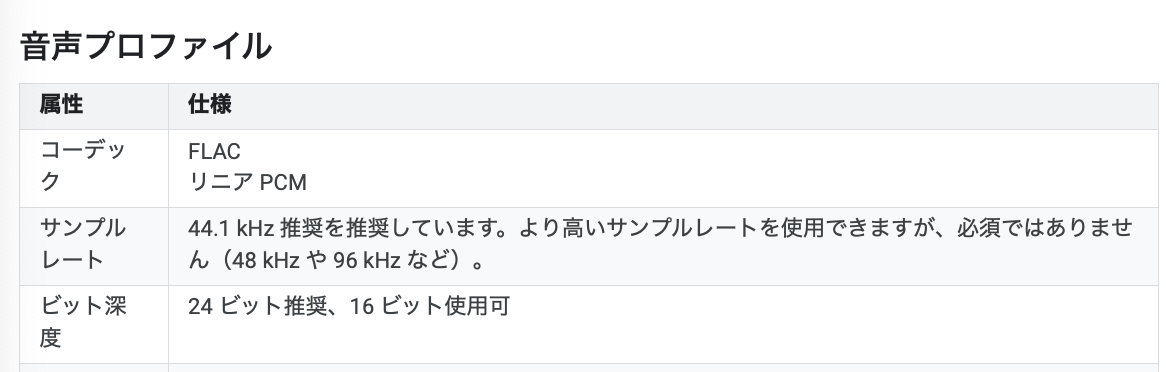 音声プロファイル
属性
仕様
コーデッ
ク
FLAC
リニア PCM
サンプル
レート
44.1 kHz 推奨を推奨しています。より高いサンプルレートを使用できますが、必須ではありませ
ん（48 kHz や 96 kHz など）。
ビット深
度
24 ビット推奨、16 ビット使用可